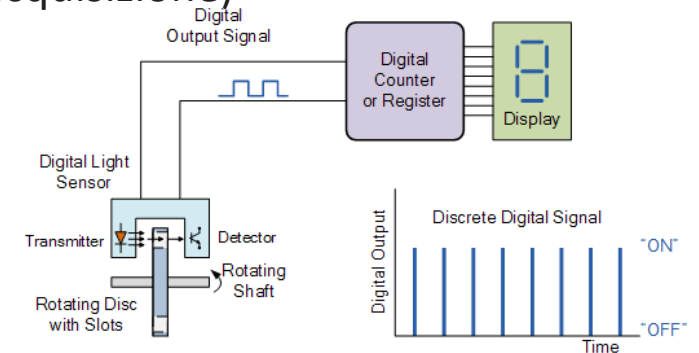 Digital
Output Signal
Digital
Counter
or Register
Display
Digital Light
Sensor
Transmitter
Detector
Rotating
Shaft
Rotating Disc
with Slots
Discrete Digital Signal
Digital Output
"ON"
"OFF"
Time